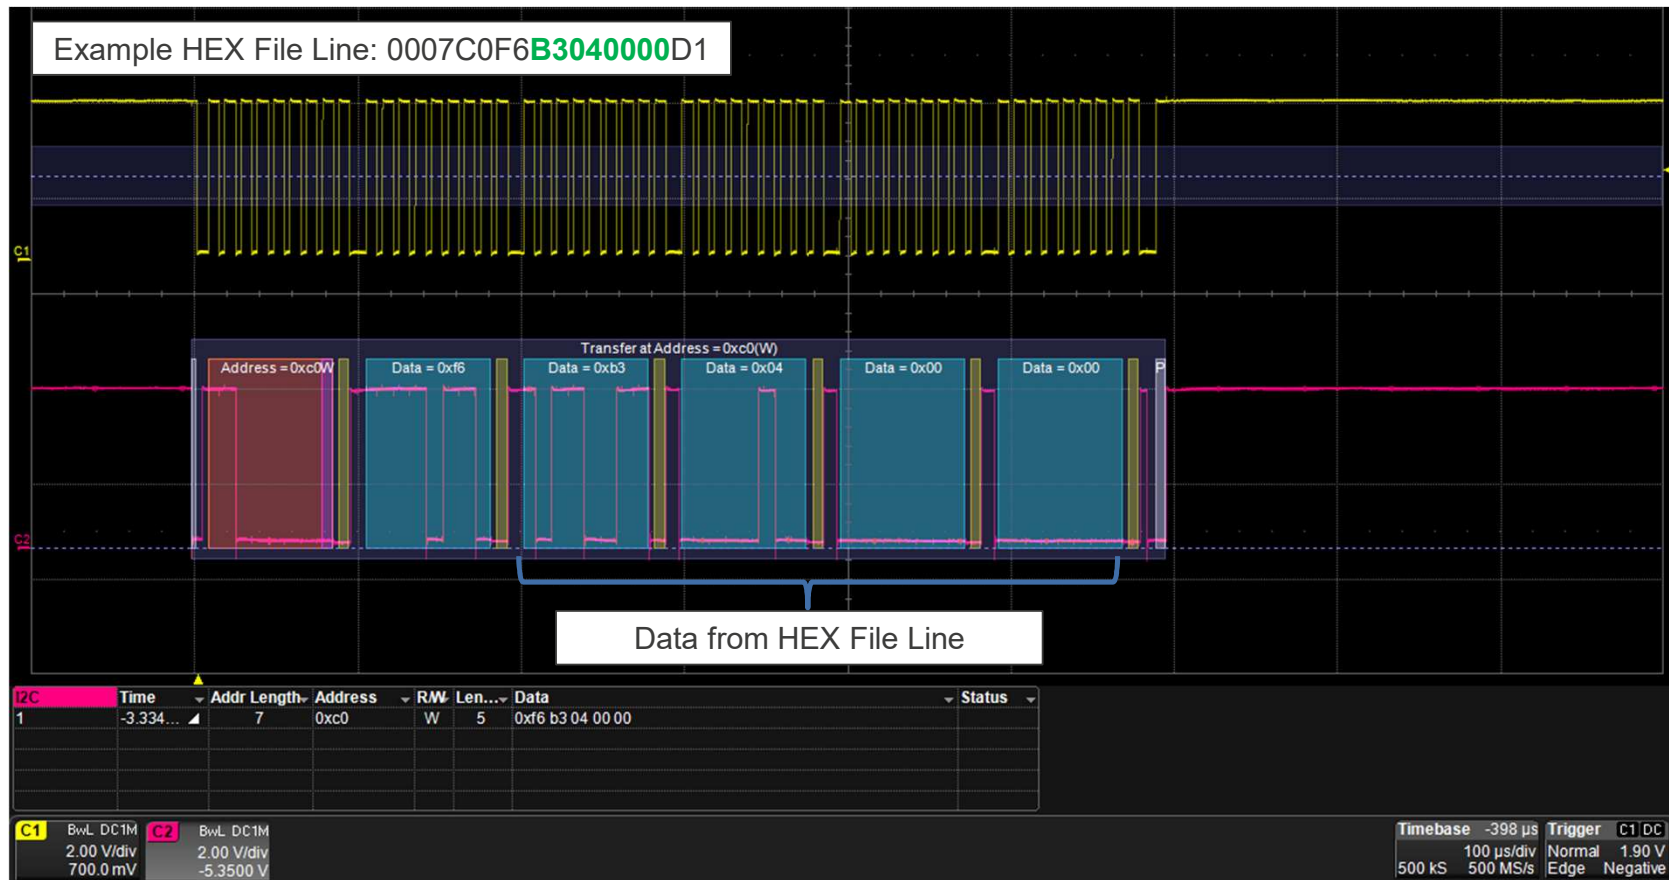 Example HEX File Line: 0007C0F6B3040000D1
C1
Transfer at Address = 0xc0(W)
Address = 0xc0W Data = 0xf6 Data = 0xb3 Data = 0x04 Data = 0x00 Data = 0x00 P
C2
Data from HEX File Line
I2C Time Addr Length Address R/W Len... Data Status
1 -3.334... 7 0xc0 W 5 0xf6 b3 04 00 00
C1 BwL DC1M C2 BwL DC1M Timebase -398 µs Trigger C1 DC
2.00 V/div 2.00 V/div 100 µs/div Normal 1.90 V
700.0 mV -5.3500 V 500 kS 500 MS/s Edge Negative